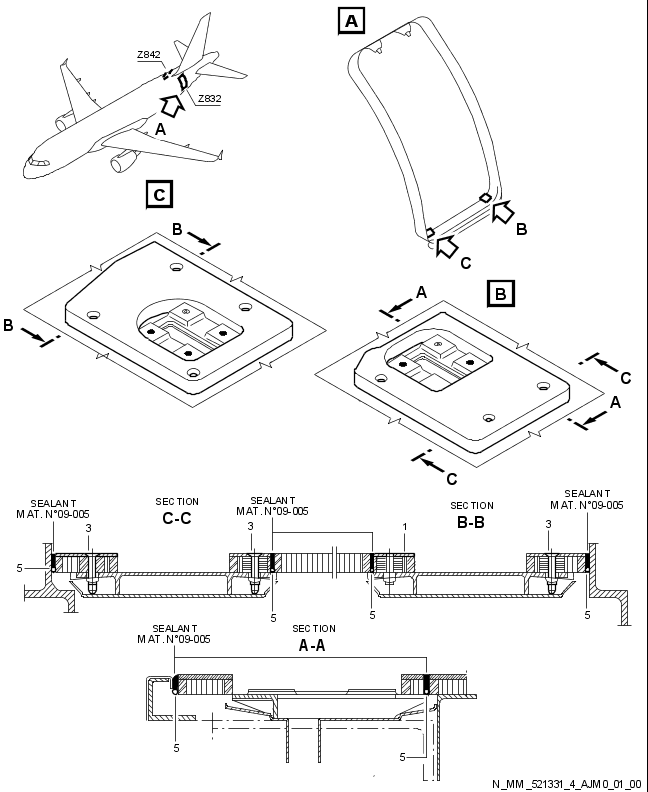 A
Z842
Z832
A
C
B
B
B
C
B
A
C
A
C
SEALANT
MAT. N°09-005
SECTION
C-C
SEALANT
MAT. N°09-005
SECTION
B-B
SEALANT
MAT. N°09-005
3
3
1
3
5
5
5
5
SEALANT
MAT. N°09-005
SECTION
A-A
5
5
N_MM_521331_4_AJM0_01_00